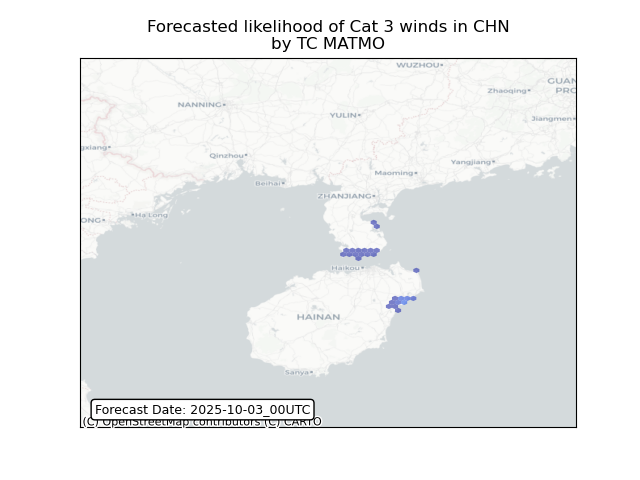 Forecasted likelihood of Cat 3 winds in CHN
by TC MATMO
WUZHOU
GUAN
PRO
Zhaoqing
NANNING
YULIN
Jiangmen
gxiang
Qinzhou
Yangjiang
Maoming
Beihai
ZHANJIANG
Ha Long
ONG
Haikou
HAINAN
Sanya
Forecast Date: 2025-10-03_00UTC
(C) OpenStreetMap contributors (C) CARTO